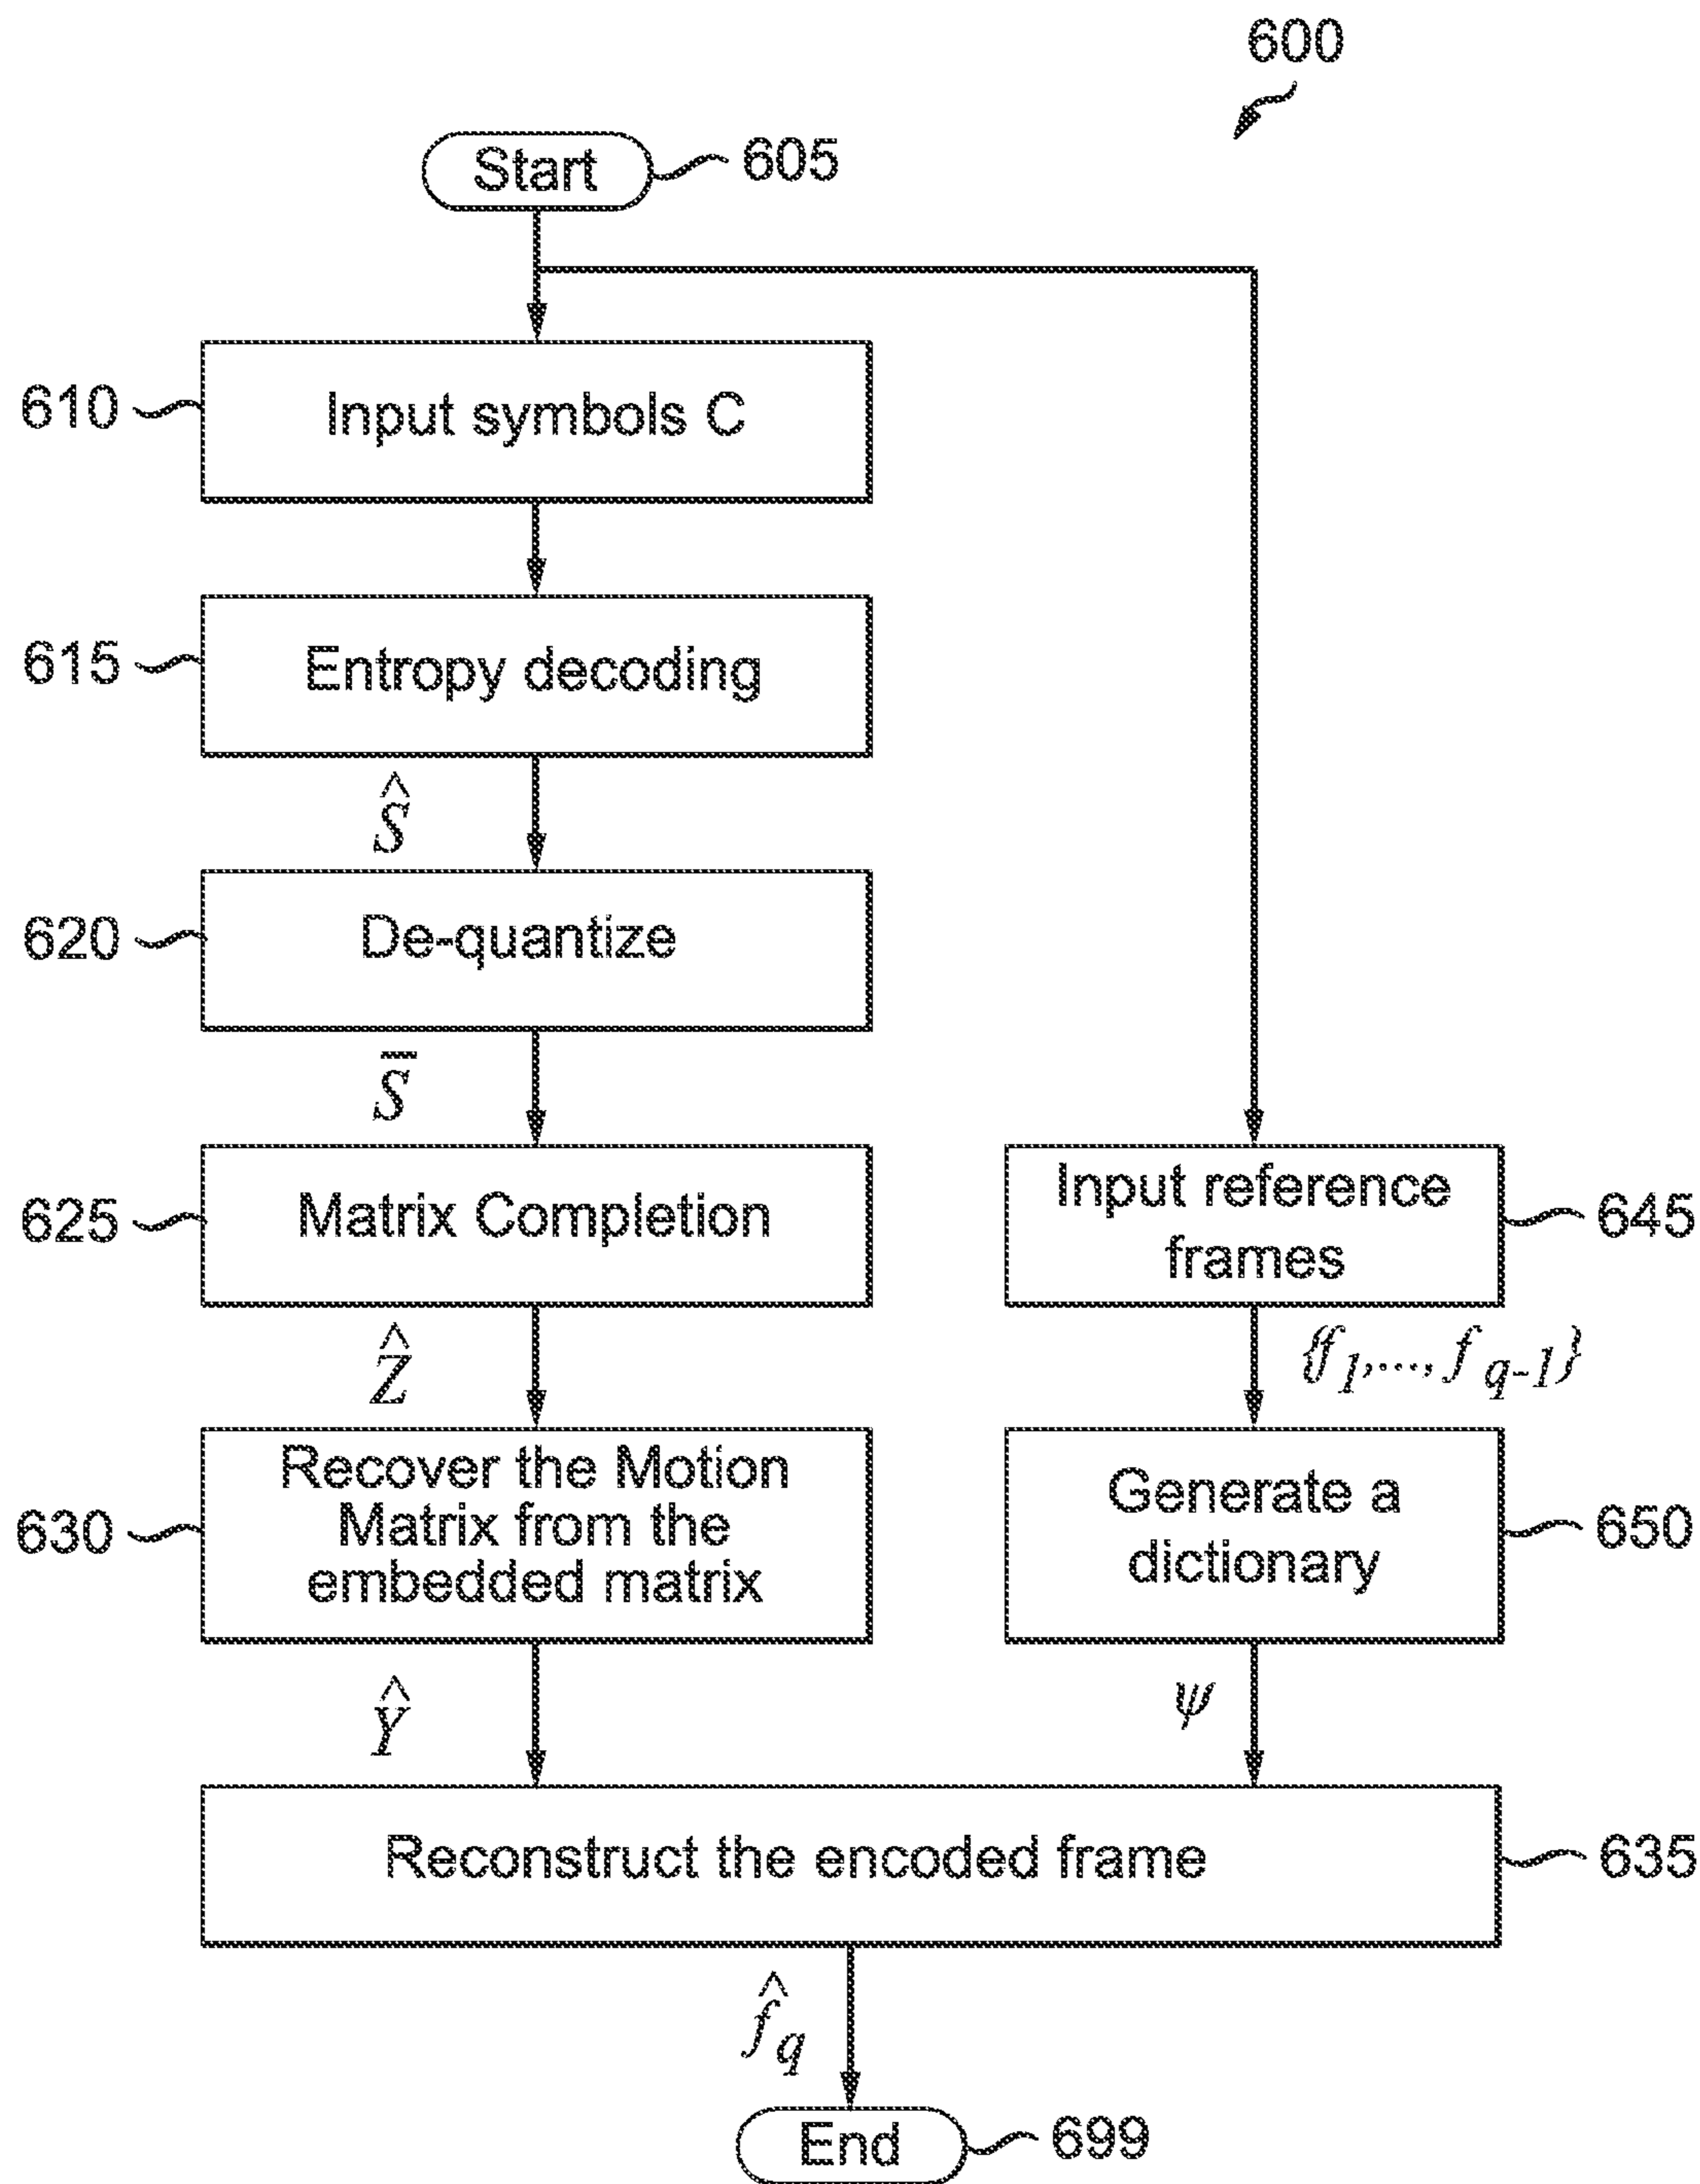 600
Start
605
610
Input symbols C
615
Entropy decoding
Ŝ
620
De-quantize
S̅
625
Matrix Completion
Input reference
frames
645
Ẑ
{f1,..., f q-1}
630
Recover the Motion
Matrix from the
embedded matrix
Generate a
dictionary
650
Ŷ
ψ
Reconstruct the encoded frame
635
f̂q
End
699